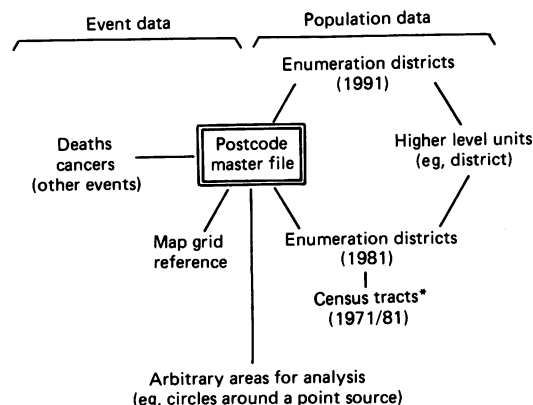 Event data
Population data
Enumeration districts
(1991)
Deaths
cancers
(other events)
Postcode
master file
Higher level units
(eg, district)
Map grid
reference
Enumeration districts
(1981)
Census tracts*
(1971/81)
Arbitrary areas for analysis
(eg, circles around a point source)